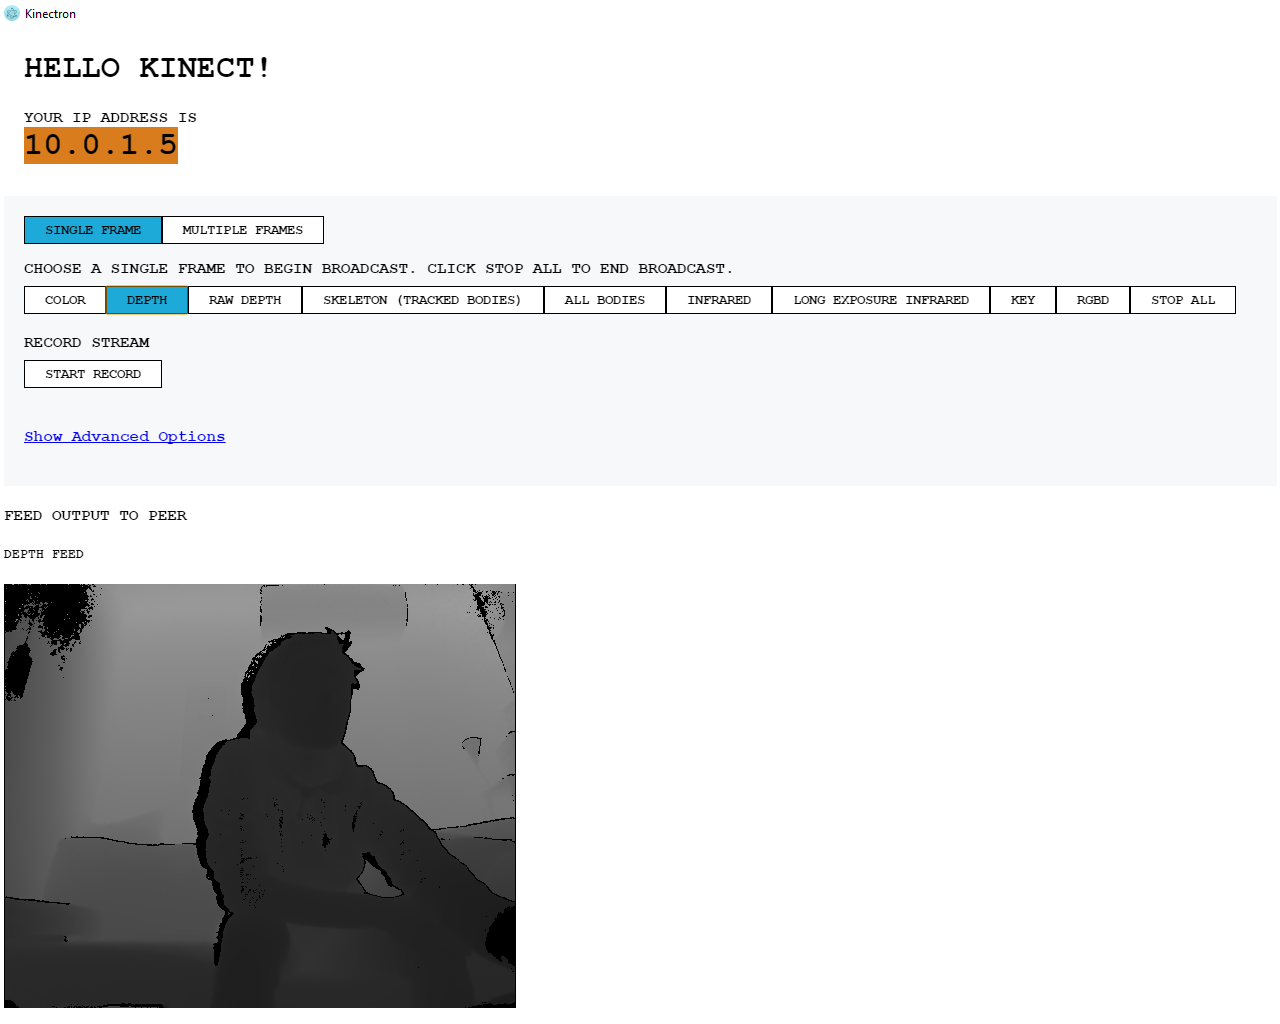 Kinectron
HELLO KINECT!
YOUR IP ADDRESS IS
10.0.1.5
SINGLE FRAME MULTIPLE FRAMES
CHOOSE A SINGLE FRAME TO BEGIN BROADCAST. CLICK STOP ALL TO END BROADCAST.
COLOR DEPTH RAW DEPTH SKELETON (TRACKED BODIES) ALL BODIES INFRARED LONG EXPOSURE INFRARED KEY RGBD STOP ALL
RECORD STREAM
START RECORD
Show Advanced Options
FEED OUTPUT TO PEER
DEPTH FEED